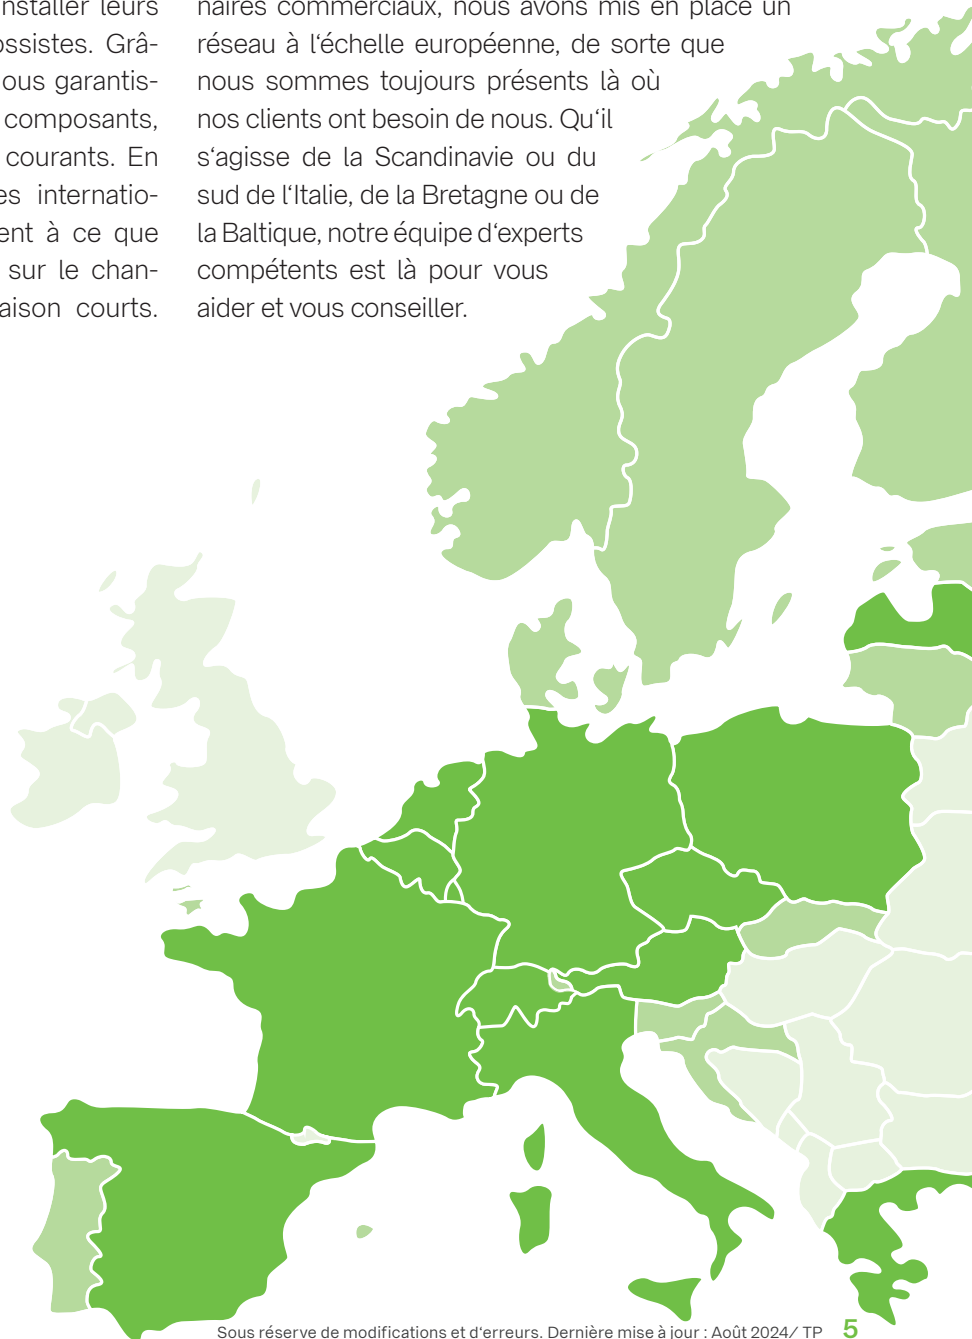 nstaller leurs
ossistes. Grâ-
ous garantis-
composants,
courants. En
es internatio-
ent à ce que
sur le chan-
aison courts.
naires commerciaux, nous avons mis en place un
réseau à l‘échelle européenne, de sorte que
nous sommes toujours présents là où
nos clients ont besoin de nous. Qu‘il
s‘agisse de la Scandinavie ou du
sud de l‘Italie, de la Bretagne ou de
la Baltique, notre équipe d‘experts
compétents est là pour vous
aider et vous conseiller.
Sous réserve de modifications et d‘erreurs. Dernière mise à jour : Août 2024/ TP 5